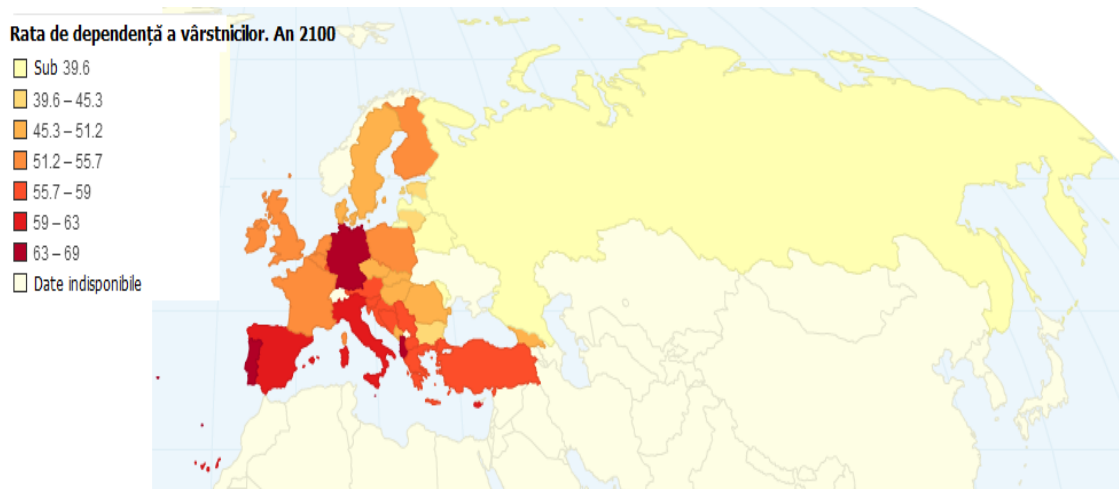 Rata de dependență a vârstnicilor. An 2100
Sub 39.6
39.6 – 45.3
45.3 – 51.2
51.2 – 55.7
55.7 – 59
59 – 63
63 – 69
Date indisponibile